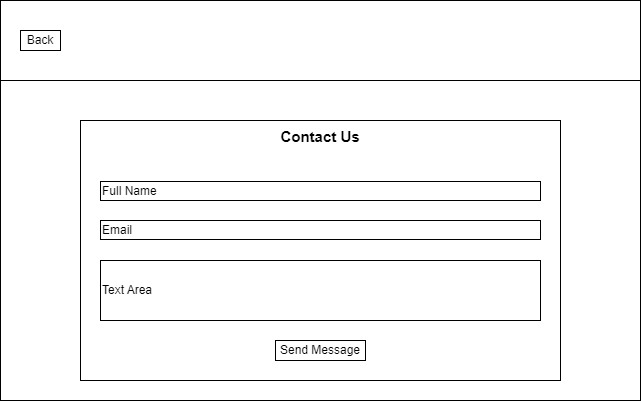 Back
Contact Us
Full Name
Email
Text Area
Send Message